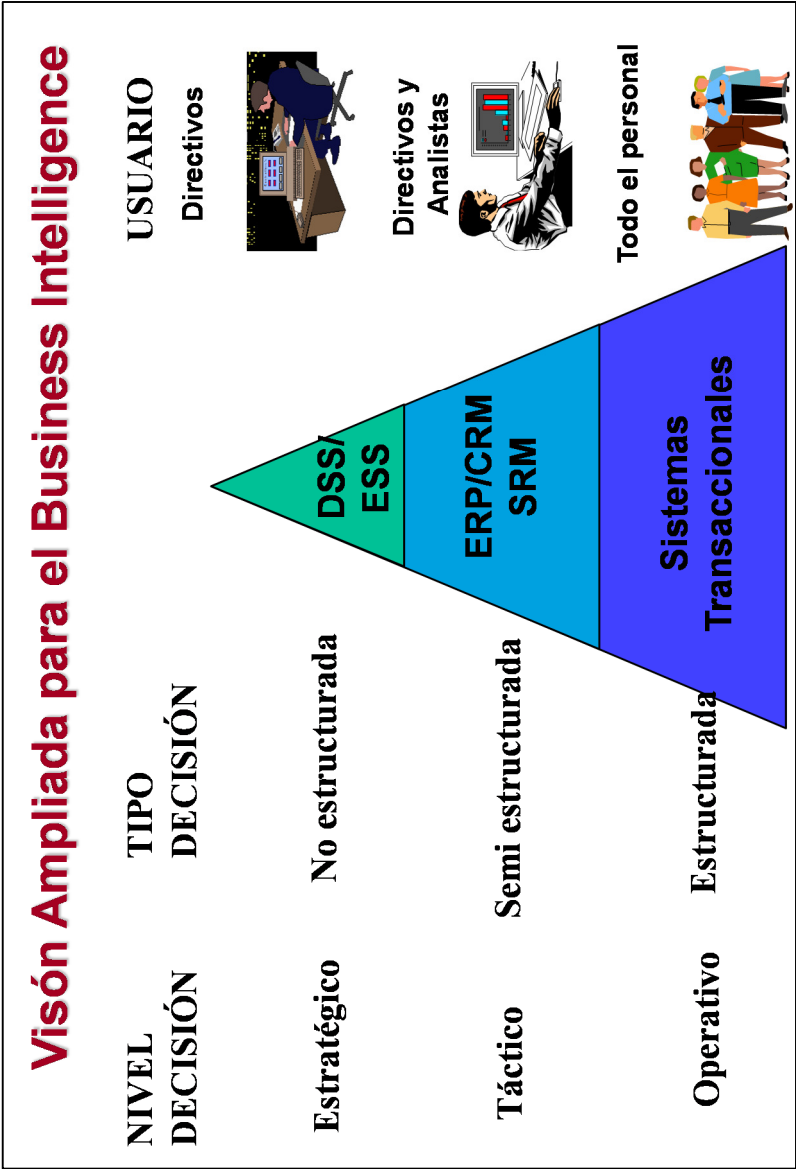 Visón Ampliada para el Business Intelligence
NIVEL
DECISIÓN
TIPO
DECISIÓN
USUARIO
Estratégico
No estructurada
DSS/
ESS
Directivos
Táctico
Semi estructurada
ERP/CRM
SRM
Directivos y
Analistas
Operativo
Estructurada
Sistemas
Transaccionales
Todo el personal